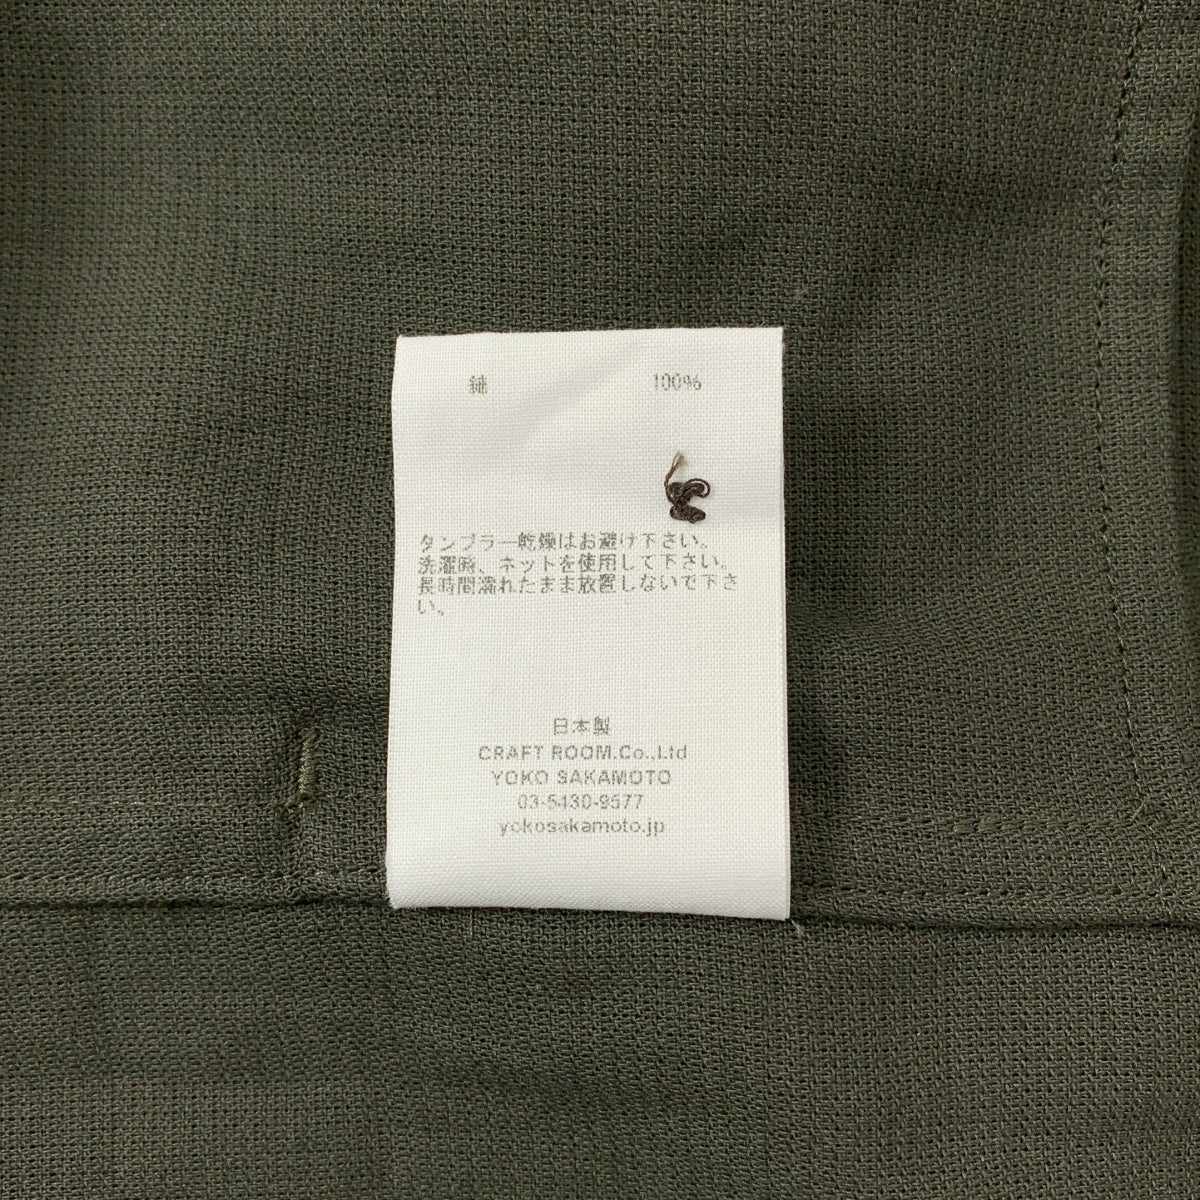 綿 100%
タンブラー乾燥はお避け下さい。
洗濯時、ネットを使用して下さい。
長時間濡れたまま放置しないで下さ
い。
日本製
CRAFT ROOM.Co.,Ltd
YOKO SAKAMOTO
03-5430-9577
yokosakamoto.jp